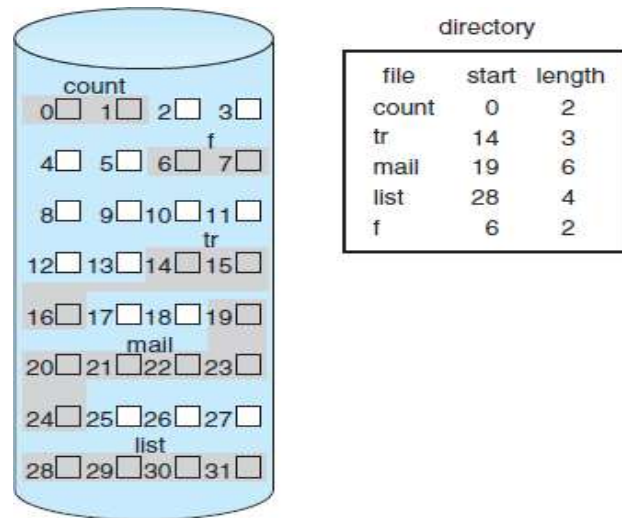 directory
file start length
count 0 2
tr 14 3
mail 19 6
list 28 4
f 6 2
count
0 1 2 3
f
4 5 6 7
8 9 10 11
tr
12 13 14 15
16 17 18 19
mail
20 21 22 23
24 25 26 27
list
28 29 30 31